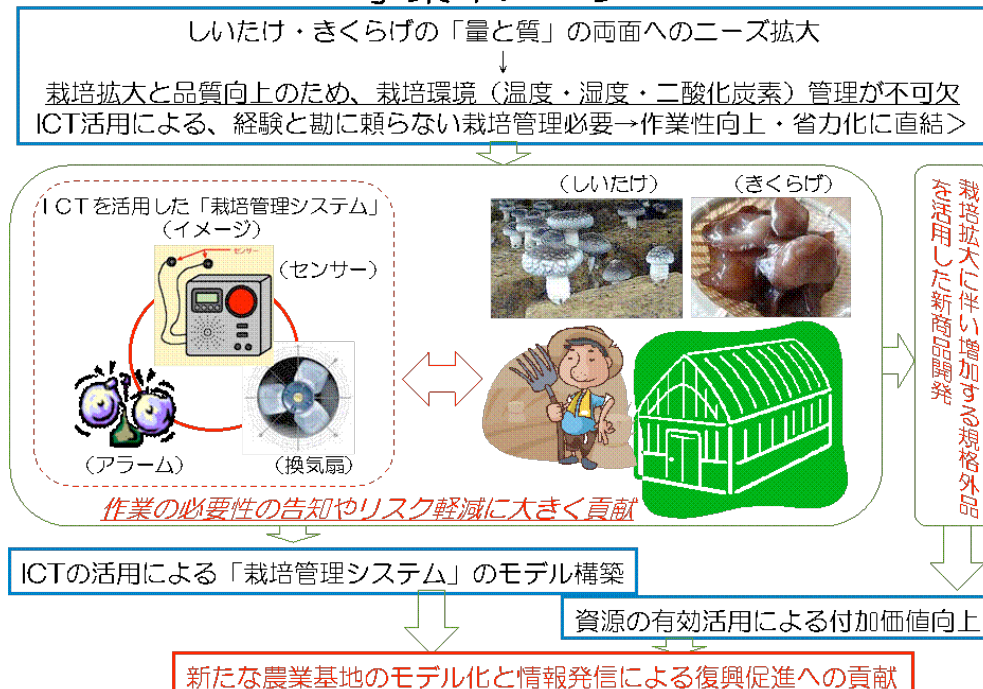 しいたけ・きくらげの「量と質」の両面へのニーズ拡大
↓
栽培拡大と品質向上のため、栽培環境（温度・湿度・二酸化炭素）管理が不可欠
ICT活用による、経験と勘に頼らない栽培管理必要→作業性向上・省力化に直結＞
ＩＣＴを活用した「栽培管理システム」
（イメージ）
センサー
（センサー）
（アラーム）
（換気扇）
（しいたけ）
（きくらげ）
作業の必要性の告知やリスク軽減に大きく貢献
栽培拡大に伴い増加する規格外品
を活用した新商品開発
ICTの活用による「栽培管理システム」のモデル構築
資源の有効活用による付加価値向上
新たな農業基地のモデル化と情報発信による復興促進への貢献